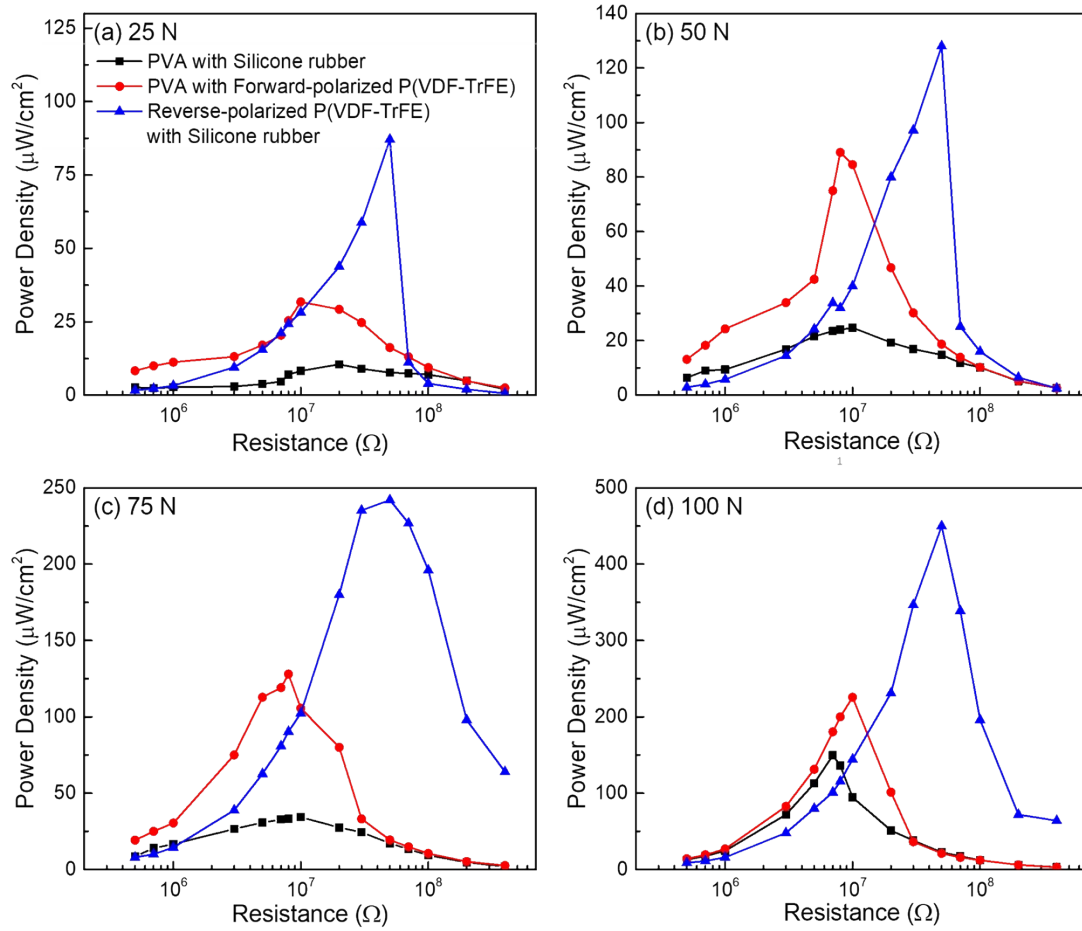 (a) 25 N
PVA with Silicone rubber
PVA with Forward-polarized P(VDF-TrFE)
Reverse-polarized P(VDF-TrFE)
with Silicone rubber
Power Density (μW/cm²)
125
100
75
50
25
0
10⁶ 10⁷ 10⁸
Resistance (Ω)
(b) 50 N
Power Density (μW/cm²)
140
120
100
80
60
40
20
0
10⁶ 10⁷ 10⁸
Resistance (Ω)
1
(c) 75 N
Power Density (μW/cm²)
250
200
150
100
50
0
10⁶ 10⁷ 10⁸
Resistance (Ω)
(d) 100 N
Power Density (μW/cm²)
500
400
300
200
100
0
10⁶ 10⁷ 10⁸
Resistance (Ω)